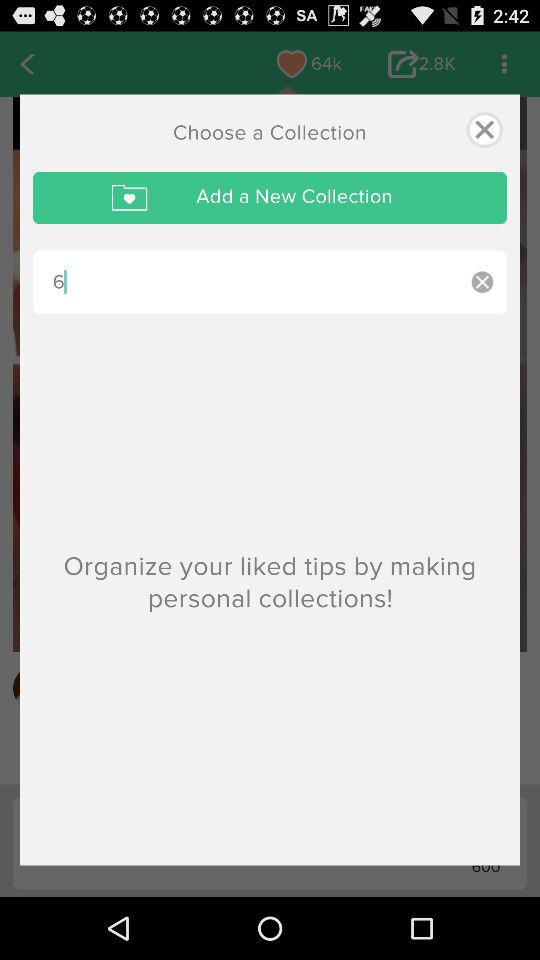 SA 2:42
64k 2.8K
Choose a Collection
Add a New Collection
6
Organize your liked tips by making
personal collections!
600